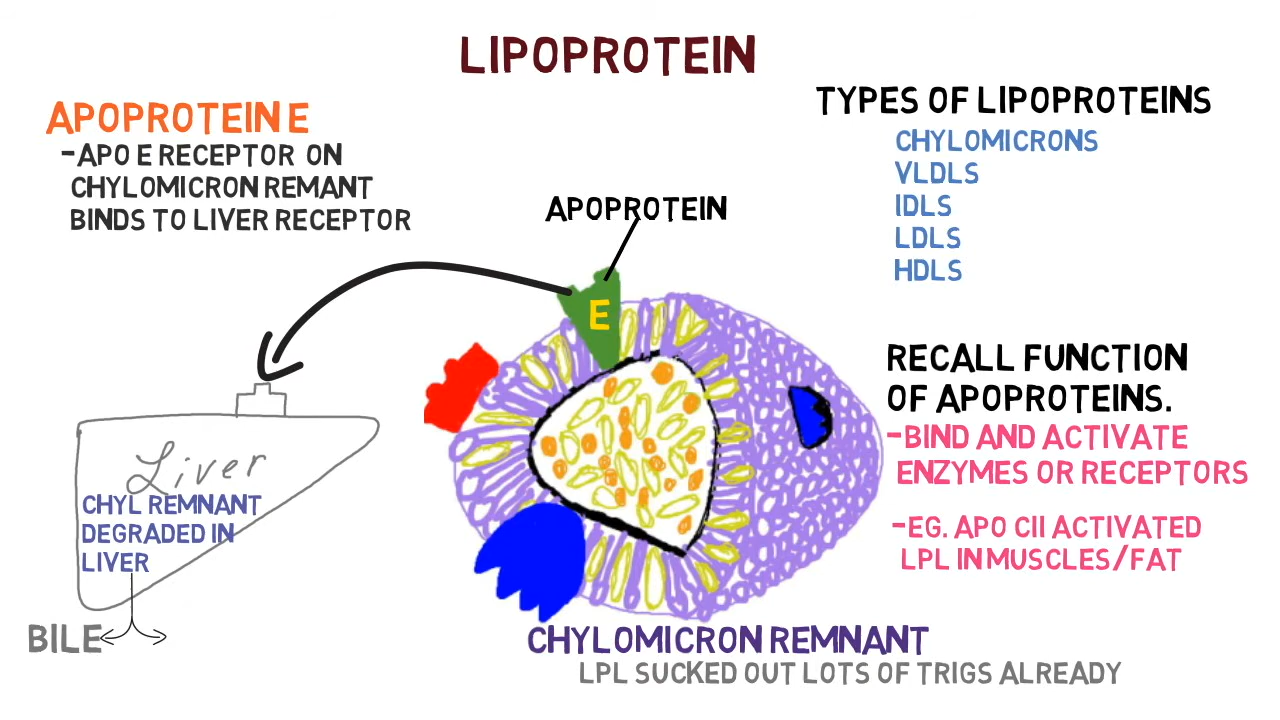 LIPOPROTEIN
APOPROTEIN E
-APO E RECEPTOR ON
CHYLOMICRON REMANT
BINDS TO LIVER RECEPTOR
TYPES OF LIPOPROTEINS
CHYLOMICRONS
VLDLS
IDLS
LDLS
HDLS
APOPROTEIN
E
RECALL FUNCTION
OF APOPROTEINS.
-BIND AND ACTIVATE
ENZYMES OR RECEPTORS
-EG. APO CII ACTIVATED
LPL IN MUSCLES/FAT
Liver
CHYL REMNANT
DEGRADED IN
LIVER
BILE
CHYLOMICRON REMNANT
LPL SUCKED OUT LOTS OF TRIGS ALREADY